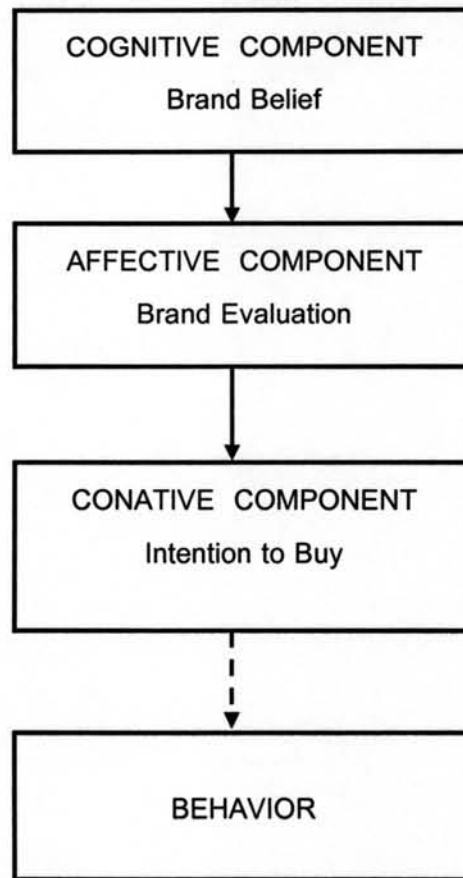 COGNITIVE COMPONENT
Brand Belief
AFFECTIVE COMPONENT
Brand Evaluation
CONATIVE COMPONENT
Intention to Buy
BEHAVIOR